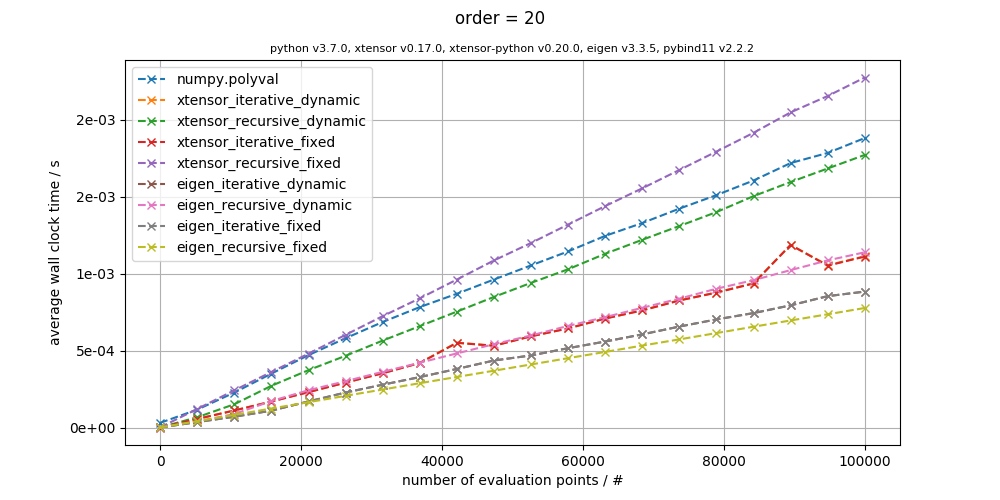 order = 20
python v3.7.0, xtensor v0.17.0, xtensor-python v0.20.0, eigen v3.3.5, pybind11 v2.2.2
numpy.polyval
xtensor_iterative_dynamic
xtensor_recursive_dynamic
xtensor_iterative_fixed
xtensor_recursive_fixed
eigen_iterative_dynamic
eigen_recursive_dynamic
eigen_iterative_fixed
eigen_recursive_fixed
average wall clock time / s
2e-03
2e-03
1e-03
5e-04
0e+00
0 20000 40000 60000 80000 100000
number of evaluation points / #